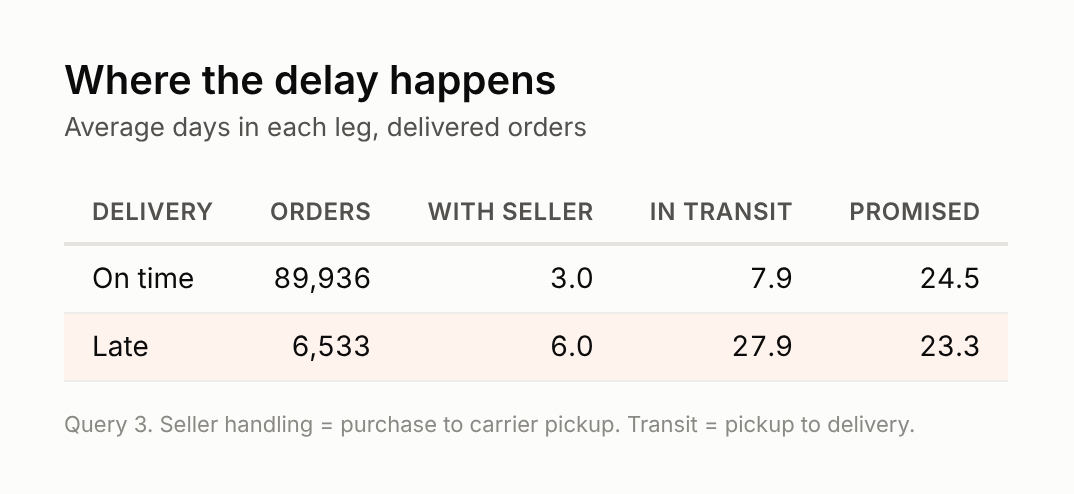 Where the delay happens
Average days in each leg, delivered orders
DELIVERY ORDERS WITH SELLER IN TRANSIT PROMISED
On time 89,936 3.0 7.9 24.5
Late 6,533 6.0 27.9 23.3
Query 3. Seller handling = purchase to carrier pickup. Transit = pickup to delivery.